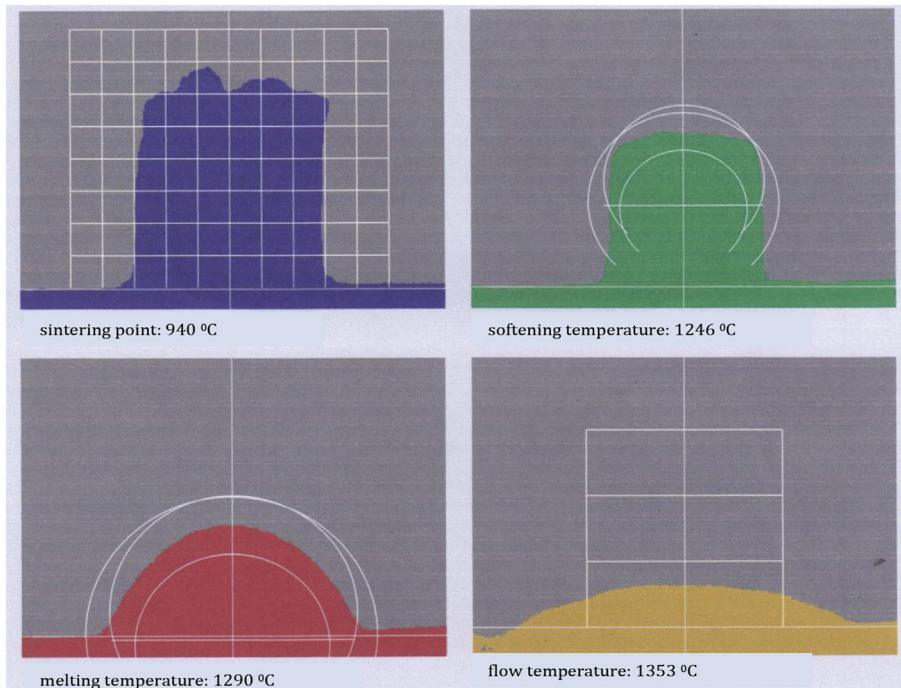 sintering point: 940 ⁰C
softening temperature: 1246 ⁰C
melting temperature: 1290 ⁰C
flow temperature: 1353 ⁰C